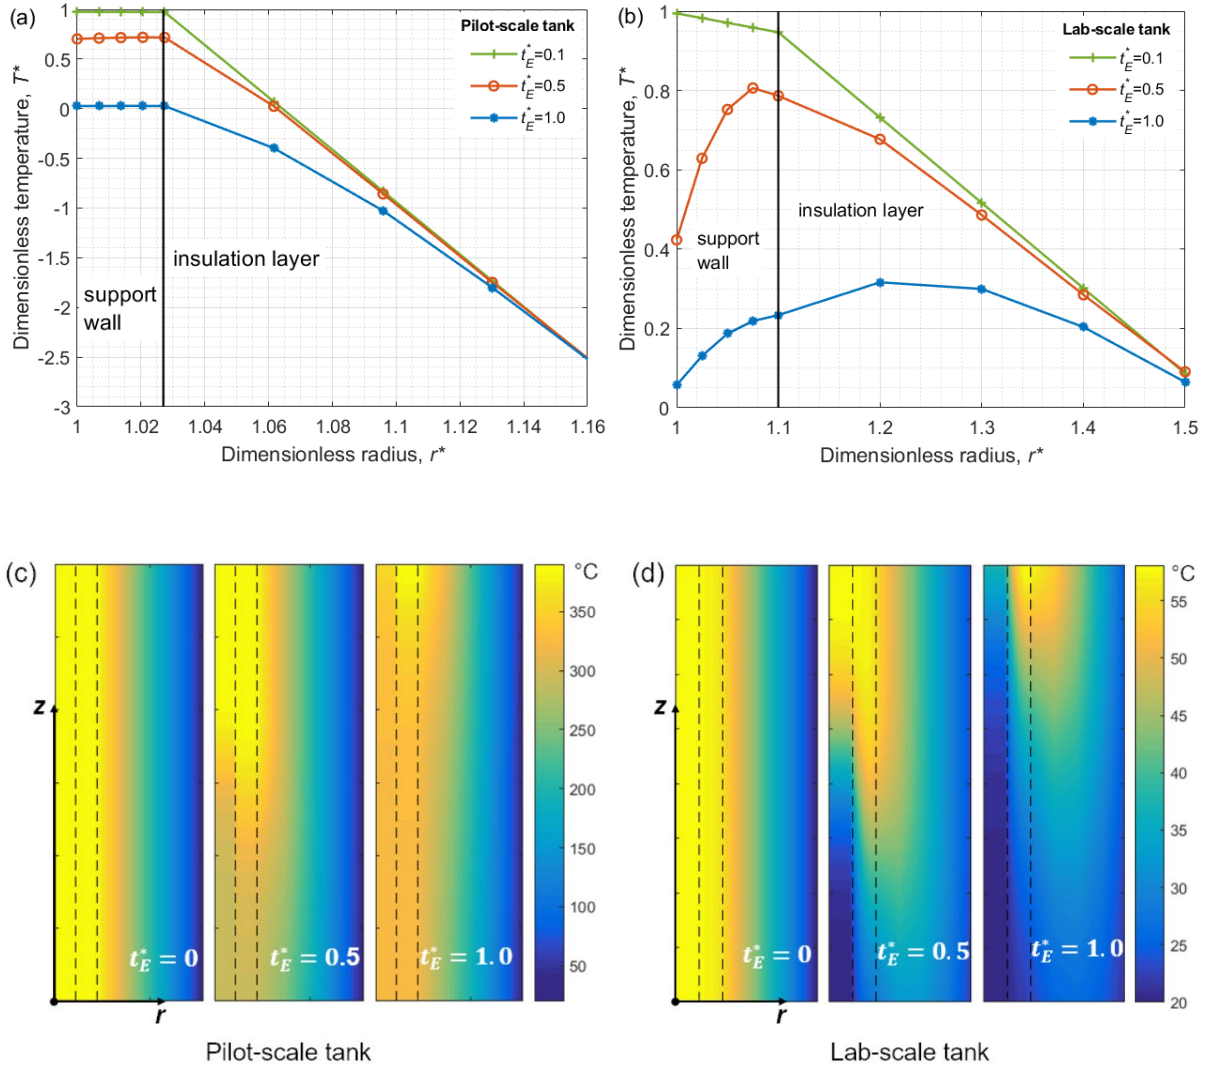 (a)
Pilot-scale tank
t*E=0.1
t*E=0.5
t*E=1.0
support
wall
insulation layer
1
0.5
0
-0.5
-1
-1.5
-2
-2.5
-3
1 1.02 1.04 1.06 1.08 1.1 1.12 1.14 1.16
Dimensionless temperature, T*
Dimensionless radius, r*
(b)
Lab-scale tank
t*E=0.1
t*E=0.5
t*E=1.0
insulation layer
support
wall
1
0.8
0.6
0.4
0.2
0
1 1.1 1.2 1.3 1.4 1.5
Dimensionless temperature, T*
Dimensionless radius, r*
(c)
°C
350
300
250
200
150
100
50
z
r
t*E = 0
t*E = 0.5
t*E = 1.0
Pilot-scale tank
(d)
°C
55
50
45
40
35
30
25
20
z
r
t*E = 0
t*E = 0.5
t*E = 1.0
Lab-scale tank